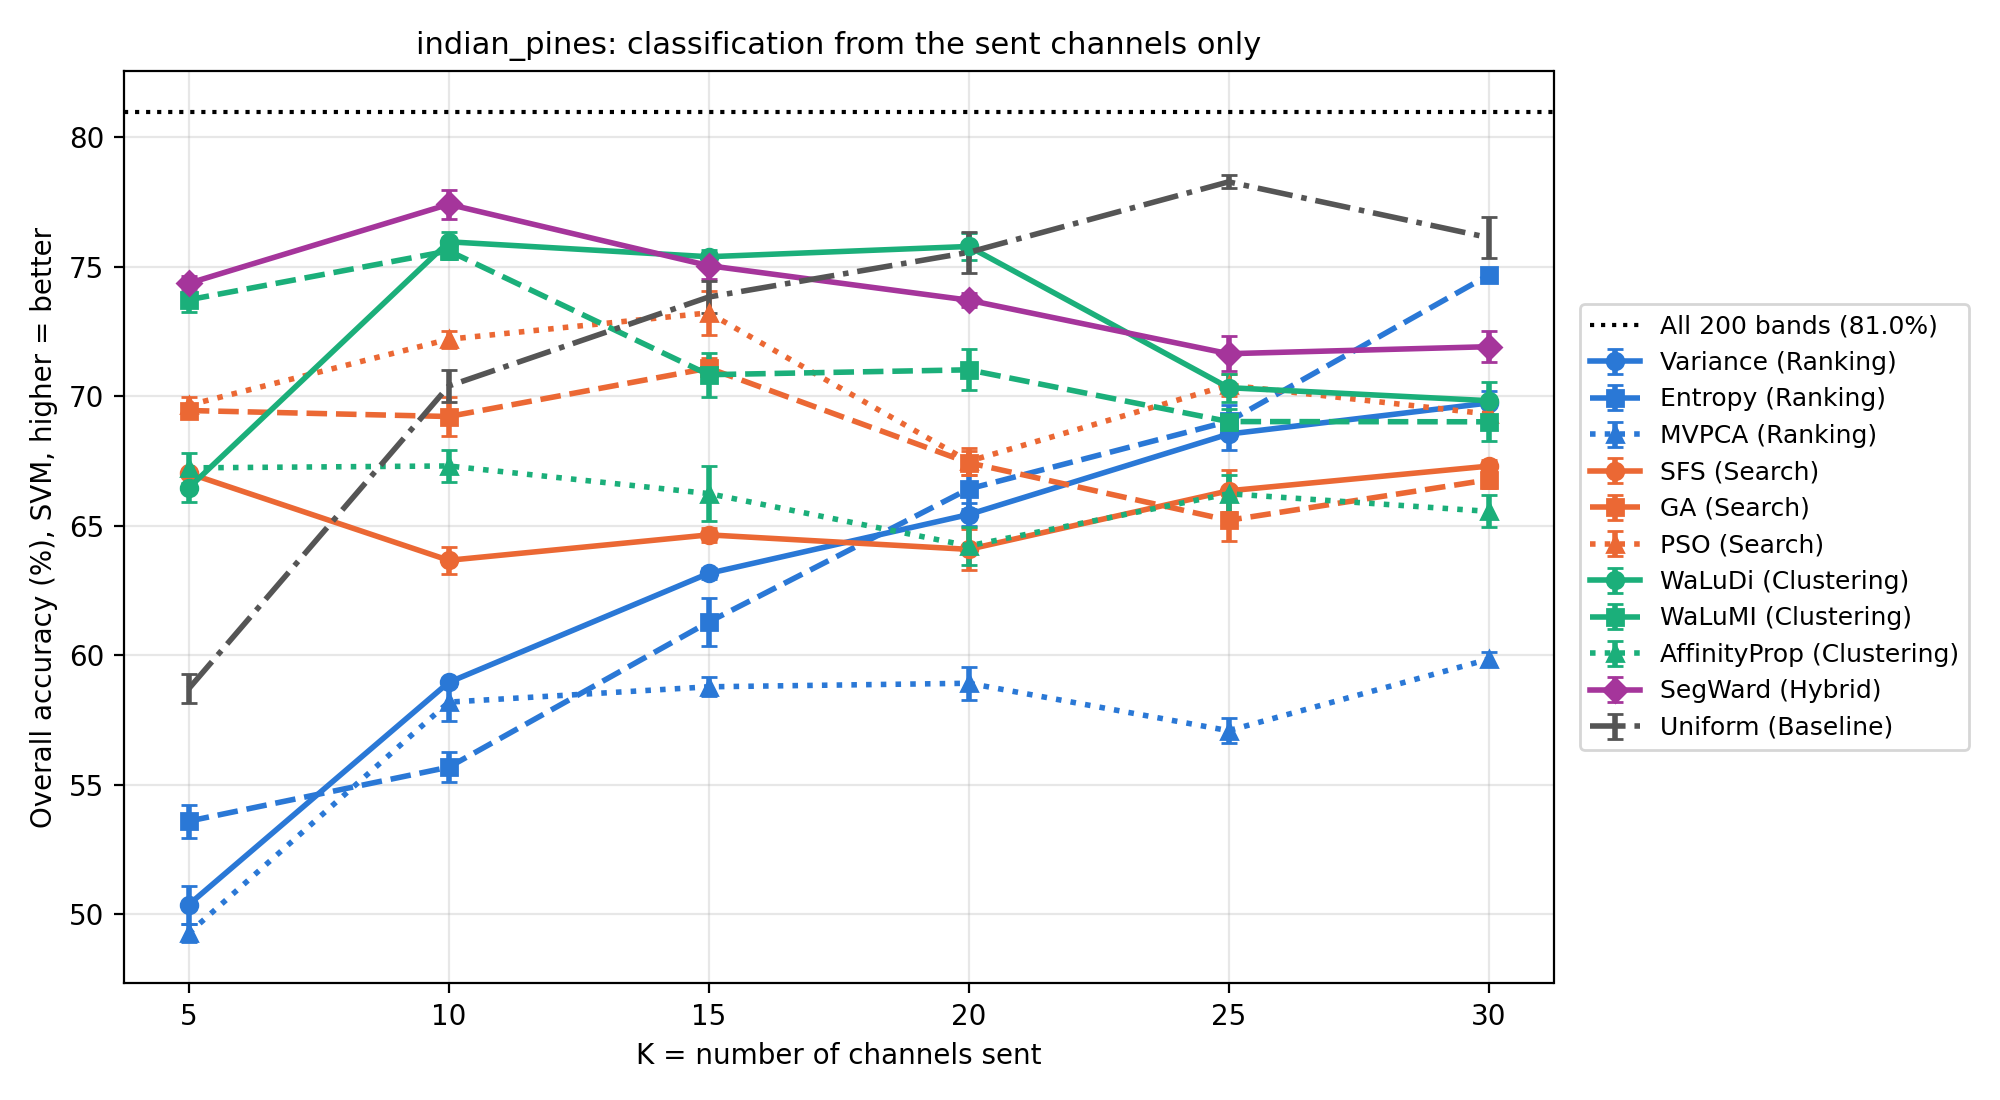 indian_pines: classification from the sent channels only
Overall accuracy (%), SVM, higher = better
80
75
70
65
60
55
50
5 10 15 20 25 30
K = number of channels sent
All 200 bands (81.0%)
Variance (Ranking)
Entropy (Ranking)
MVPCA (Ranking)
SFS (Search)
GA (Search)
PSO (Search)
WaLuDi (Clustering)
WaLuMI (Clustering)
AffinityProp (Clustering)
SegWard (Hybrid)
Uniform (Baseline)